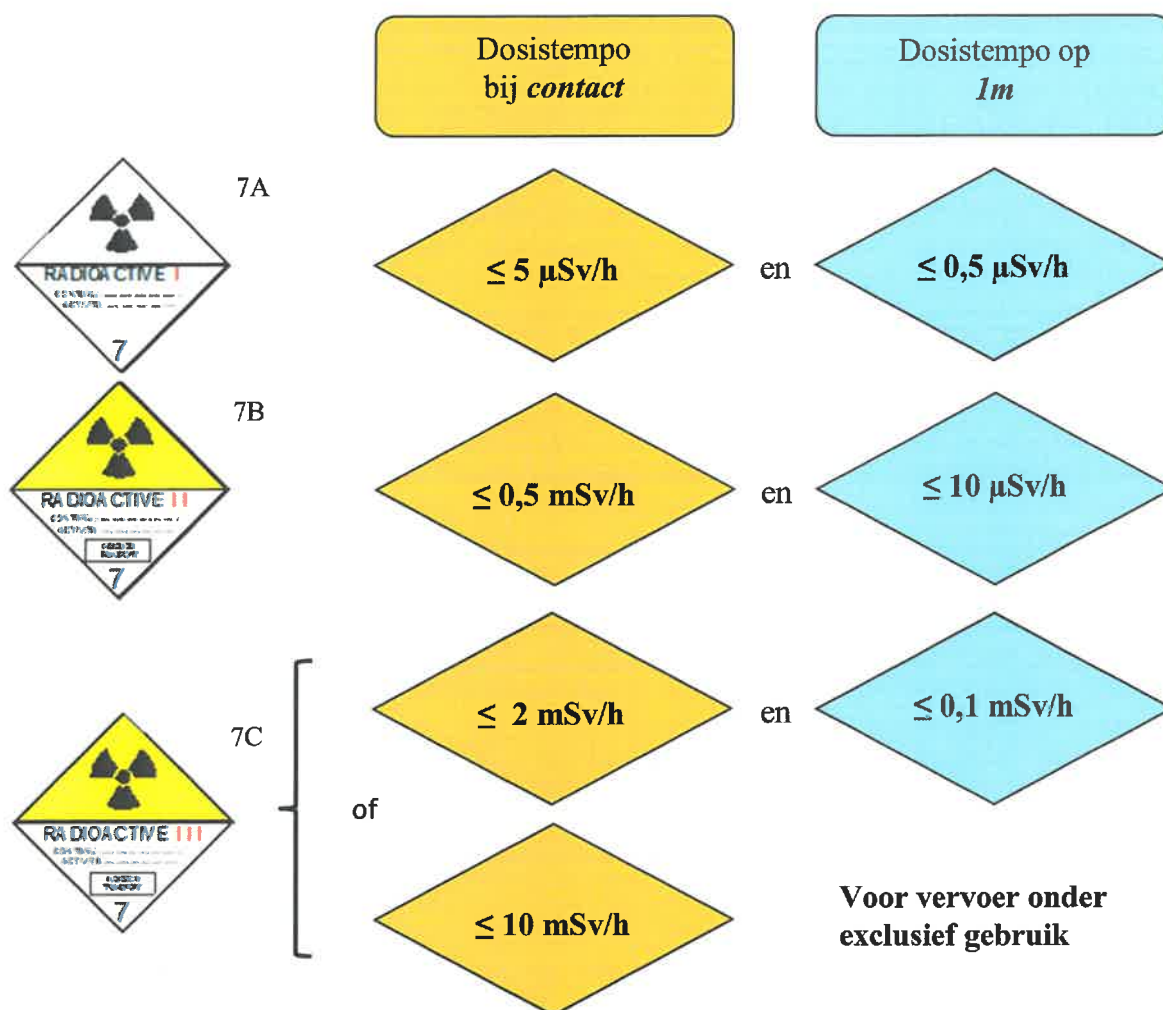 Dosistempo
bij contact
Dosistempo op
1m
7A
RADIOACTIVE I
7
≤ 5 µSv/h
en
≤ 0,5 µSv/h
7B
RADIOACTIVE II
7
≤ 0,5 mSv/h
en
≤ 10 µSv/h
7C
RADIOACTIVE III
7
of
≤ 2 mSv/h
en
≤ 0,1 mSv/h
≤ 10 mSv/h
Voor vervoer onder
exclusief gebruik